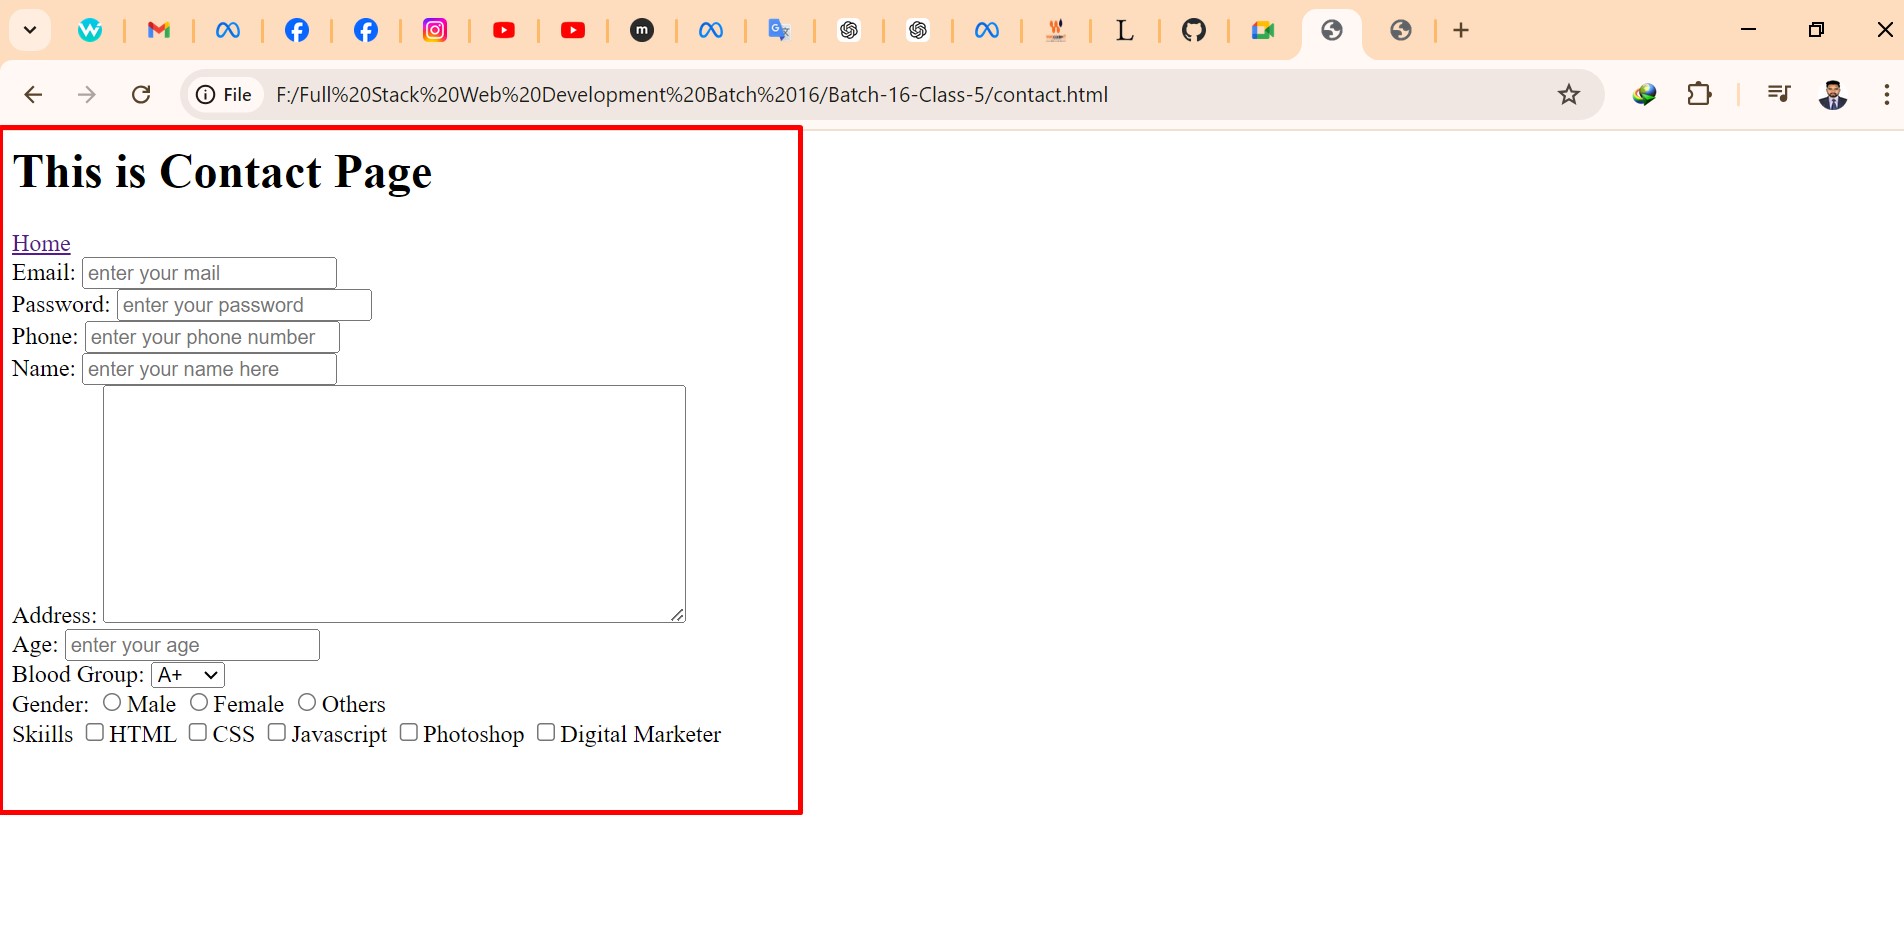 File F:/Full%20Stack%20Web%20Development%20Batch%2016/Batch-16-Class-5/contact.html
This is Contact Page
Home
Email: enter your mail
Password: enter your password
Phone: enter your phone number
Name: enter your name here
Address:
Age: enter your age
Blood Group: A+
Gender: Male Female Others
Skiills HTML CSS Javascript Photoshop Digital Marketer